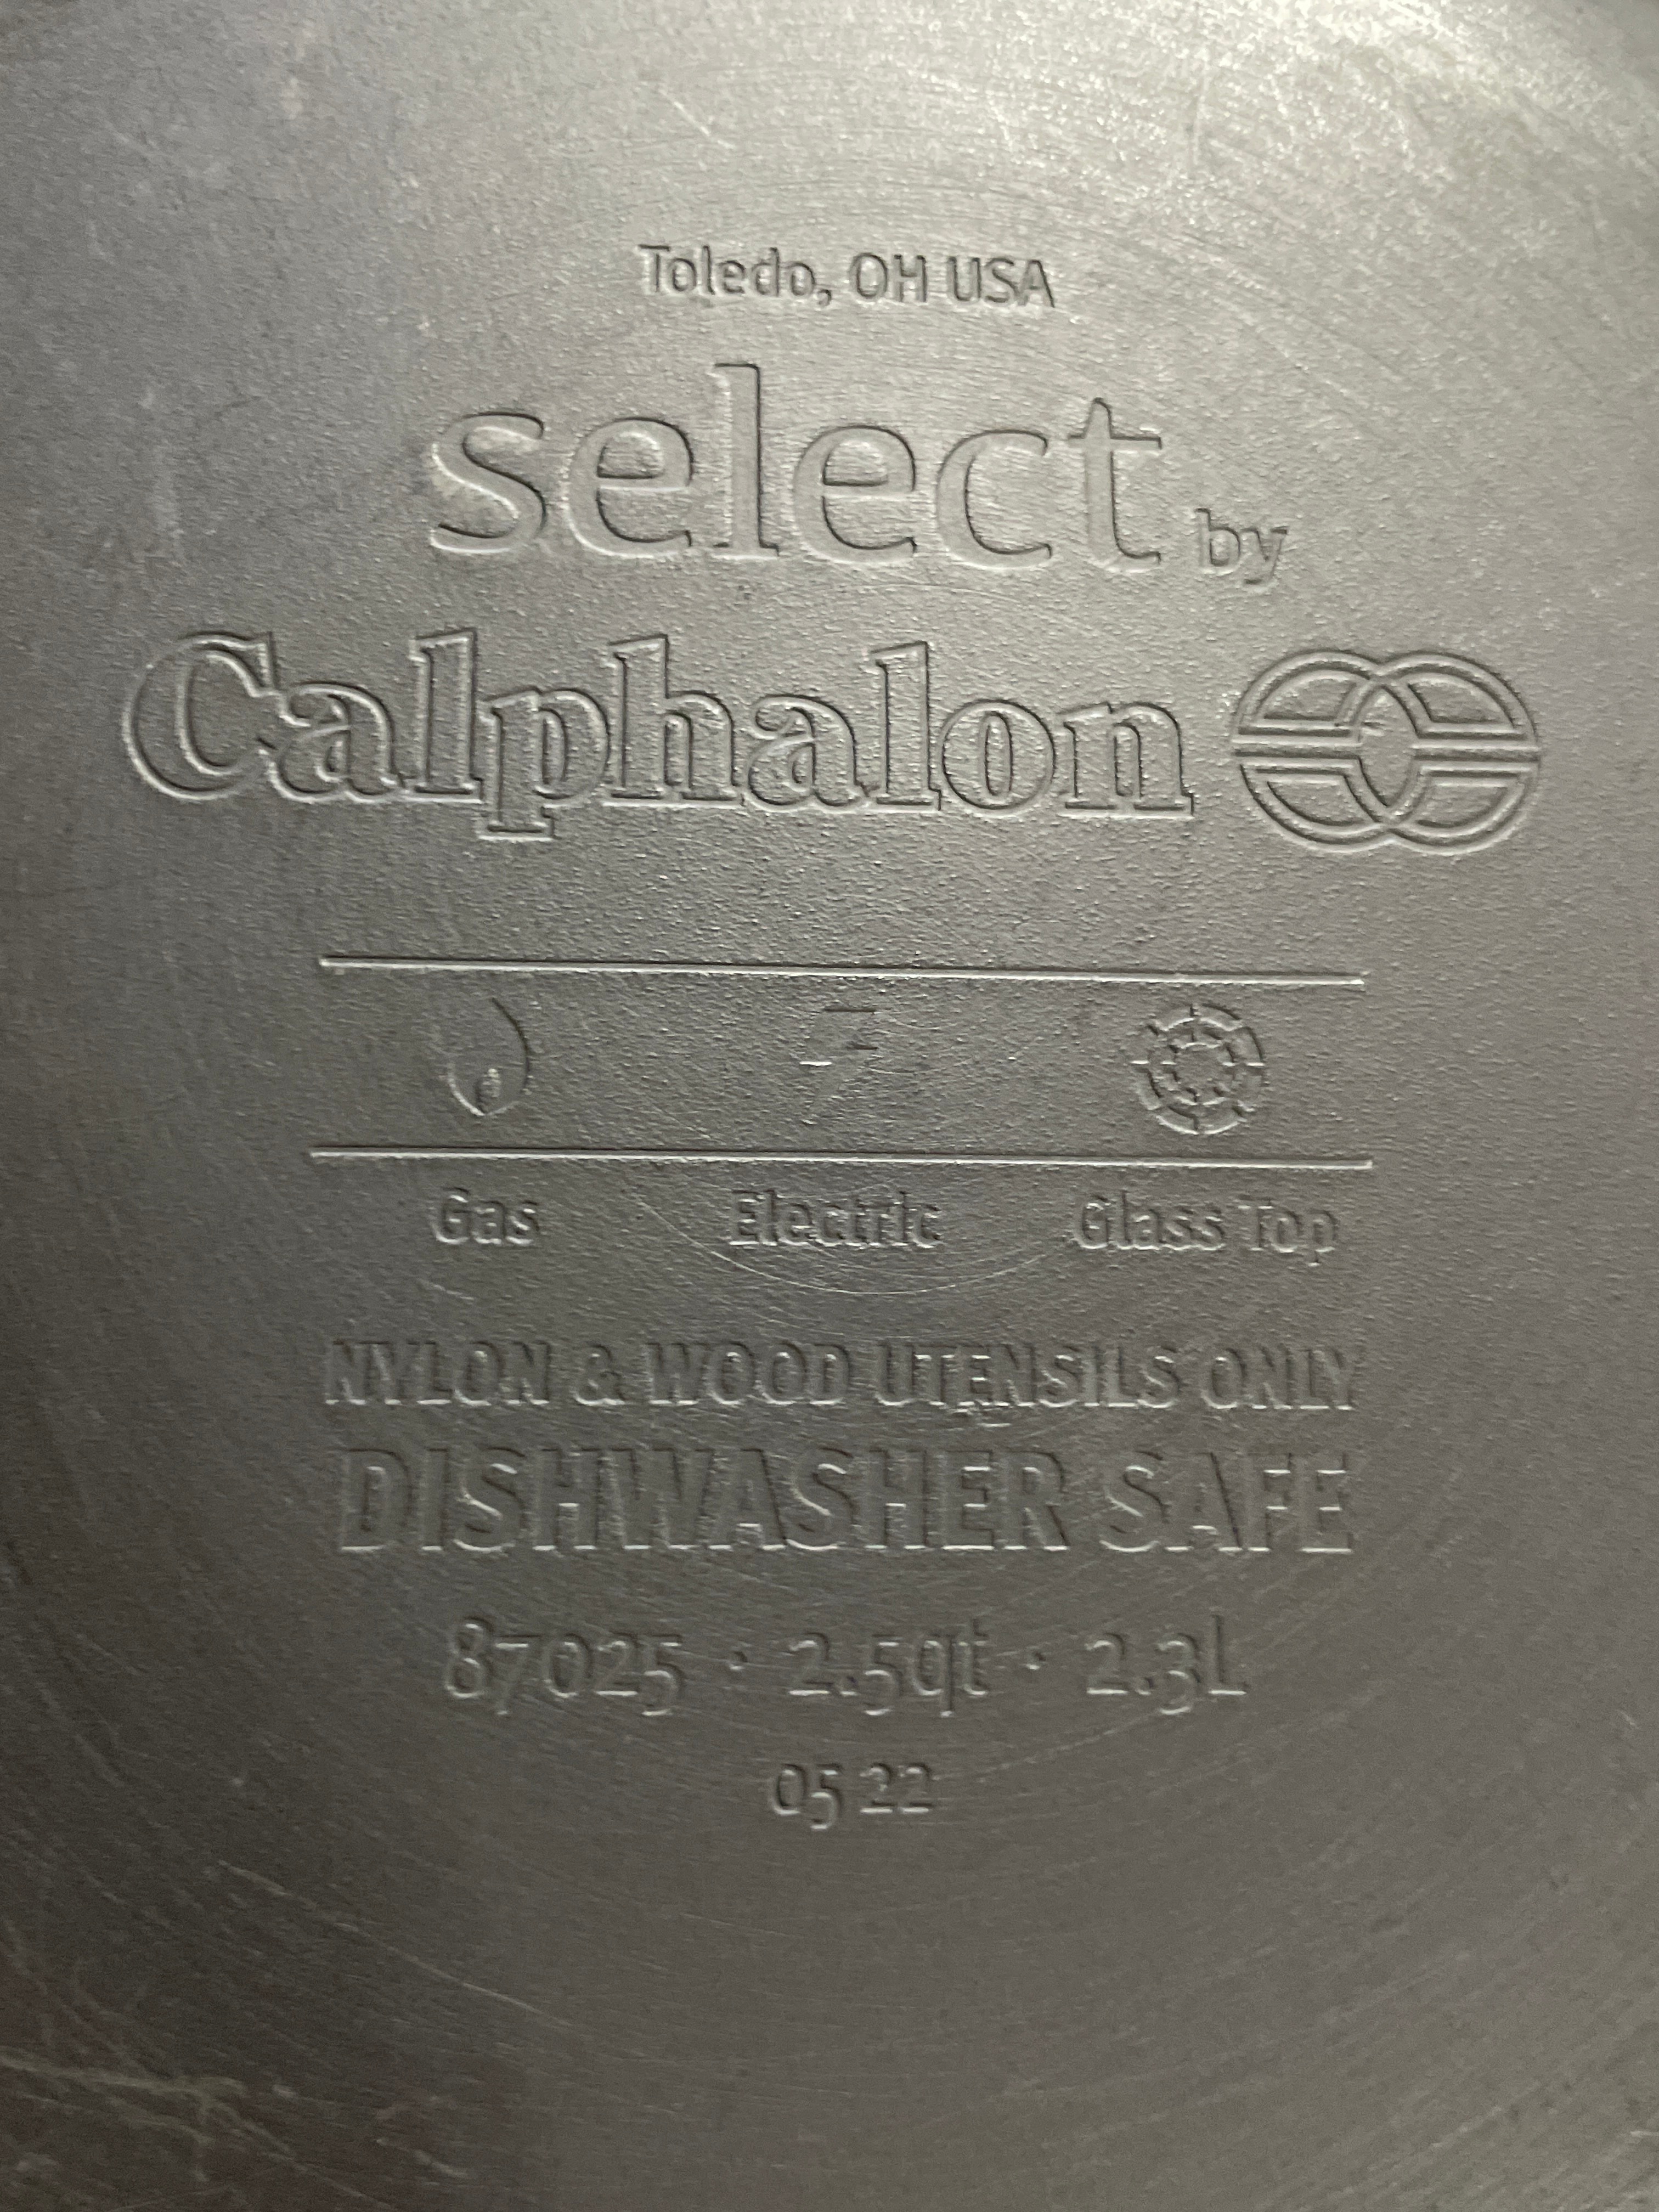 Toledo, OH USA
select by
Calphalon
Gas Electric Glass Top
NYLON & WOOD UTENSILS ONLY
DISHWASHER SAFE
87025 · 2.5qt · 2.3L
05 22